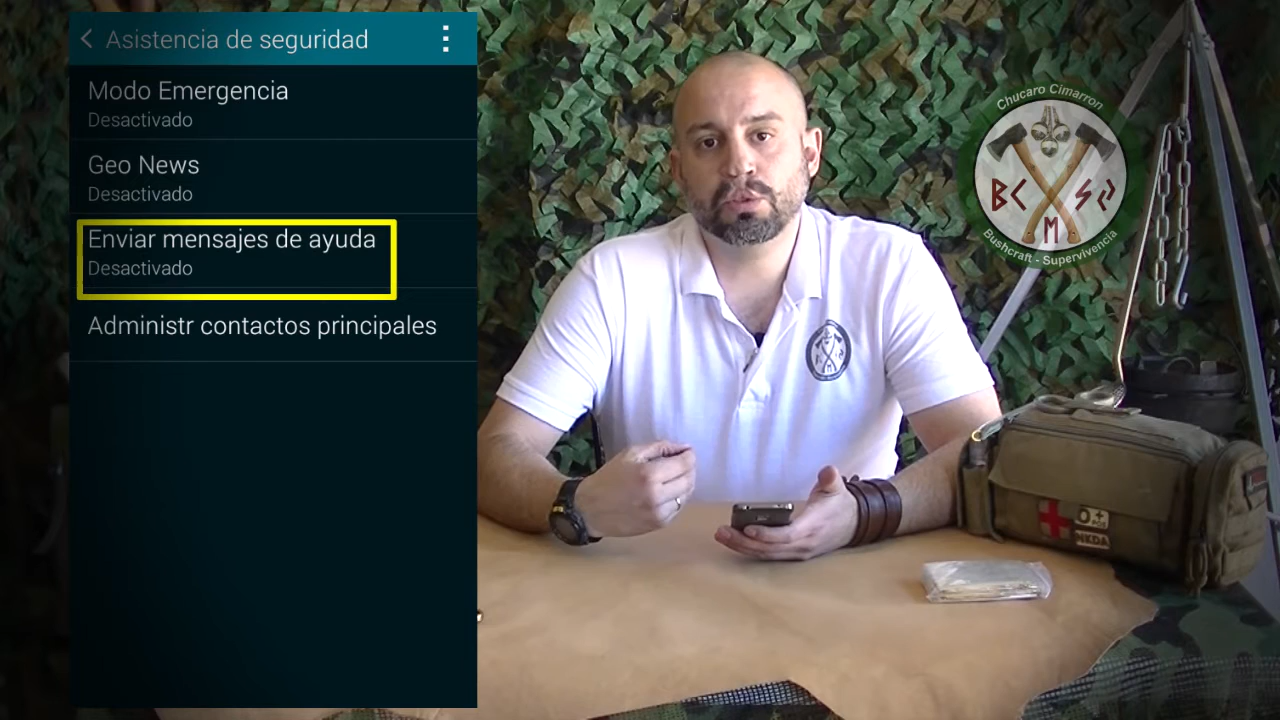 Asistencia de seguridad
Modo Emergencia
Desactivado
Geo News
Desactivado
Enviar mensajes de ayuda
Desactivado
Administr contactos principales
Chucaro Cimarron
Bushcraft - Supervivencia
O+
POS
NKDA